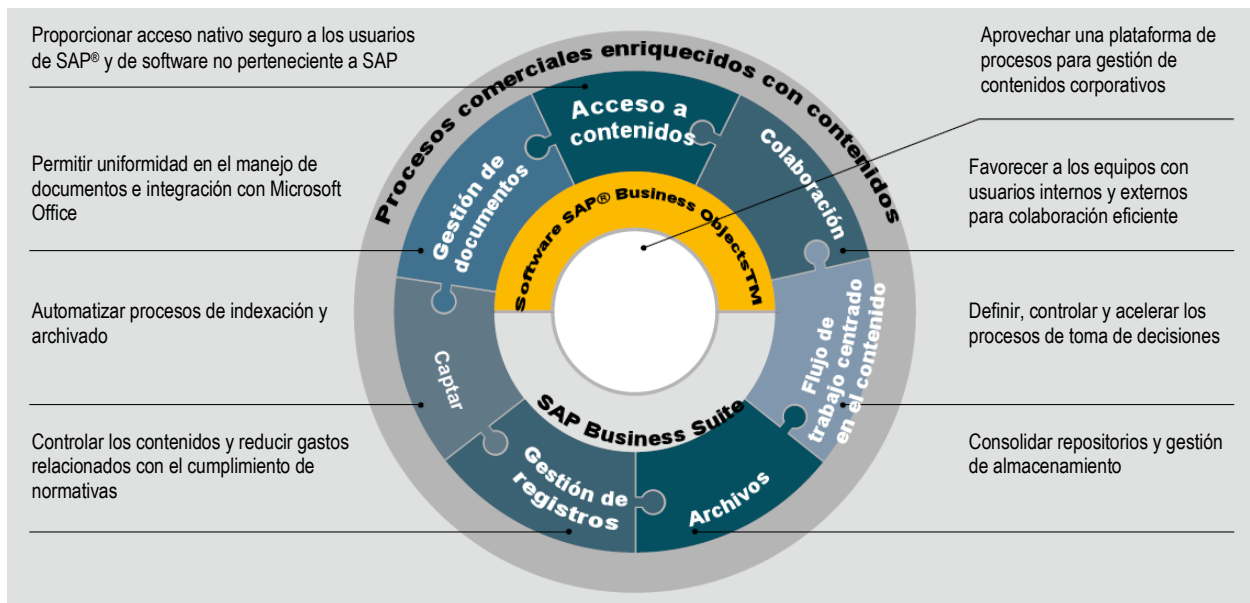 Proporcionar acceso nativo seguro a los usuarios
de SAP® y de software no perteneciente a SAP
Permitir uniformidad en el manejo de
documentos e integración con Microsoft
Office
Automatizar procesos de indexación y
archivado
Controlar los contenidos y reducir gastos
relacionados con el cumplimiento de
normativas
Procesos comerciales enriquecidos con contenidos
Acceso a
contenidos
Colaboración
Flujo de
trabajo centrado
en el contenido
Archivos
Gestión de
registros
Captar
Gestión de
documentos
Software SAP® Business ObjectsTM
SAP Business Suite
Aprovechar una plataforma de
procesos para gestión de
contenidos corporativos
Favorecer a los equipos con
usuarios internos y externos
para colaboración eficiente
Definir, controlar y acelerar los
procesos de toma de decisiones
Consolidar repositorios y gestión
de almacenamiento